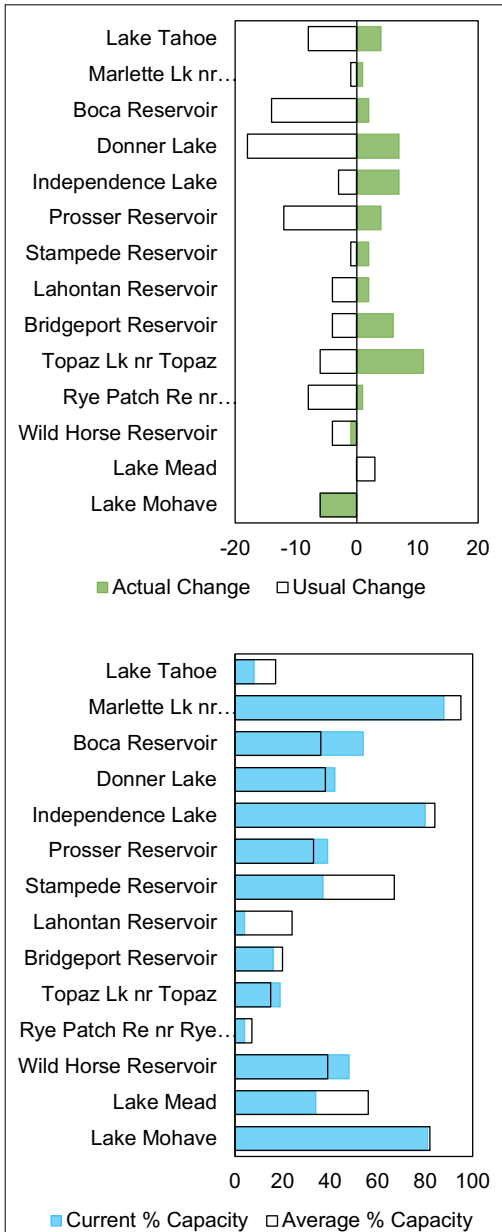 Lake Tahoe
Marlette Lk nr…
Boca Reservoir
Donner Lake
Independence Lake
Prosser Reservoir
Stampede Reservoir
Lahontan Reservoir
Bridgeport Reservoir
Topaz Lk nr Topaz
Rye Patch Re nr…
Wild Horse Reservoir
Lake Mead
Lake Mohave
-20 -10 0 10 20
Actual Change Usual Change
Lake Tahoe
Marlette Lk nr…
Boca Reservoir
Donner Lake
Independence Lake
Prosser Reservoir
Stampede Reservoir
Lahontan Reservoir
Bridgeport Reservoir
Topaz Lk nr Topaz
Rye Patch Re nr Rye…
Wild Horse Reservoir
Lake Mead
Lake Mohave
0 20 40 60 80 100
Current % Capacity Average % Capacity